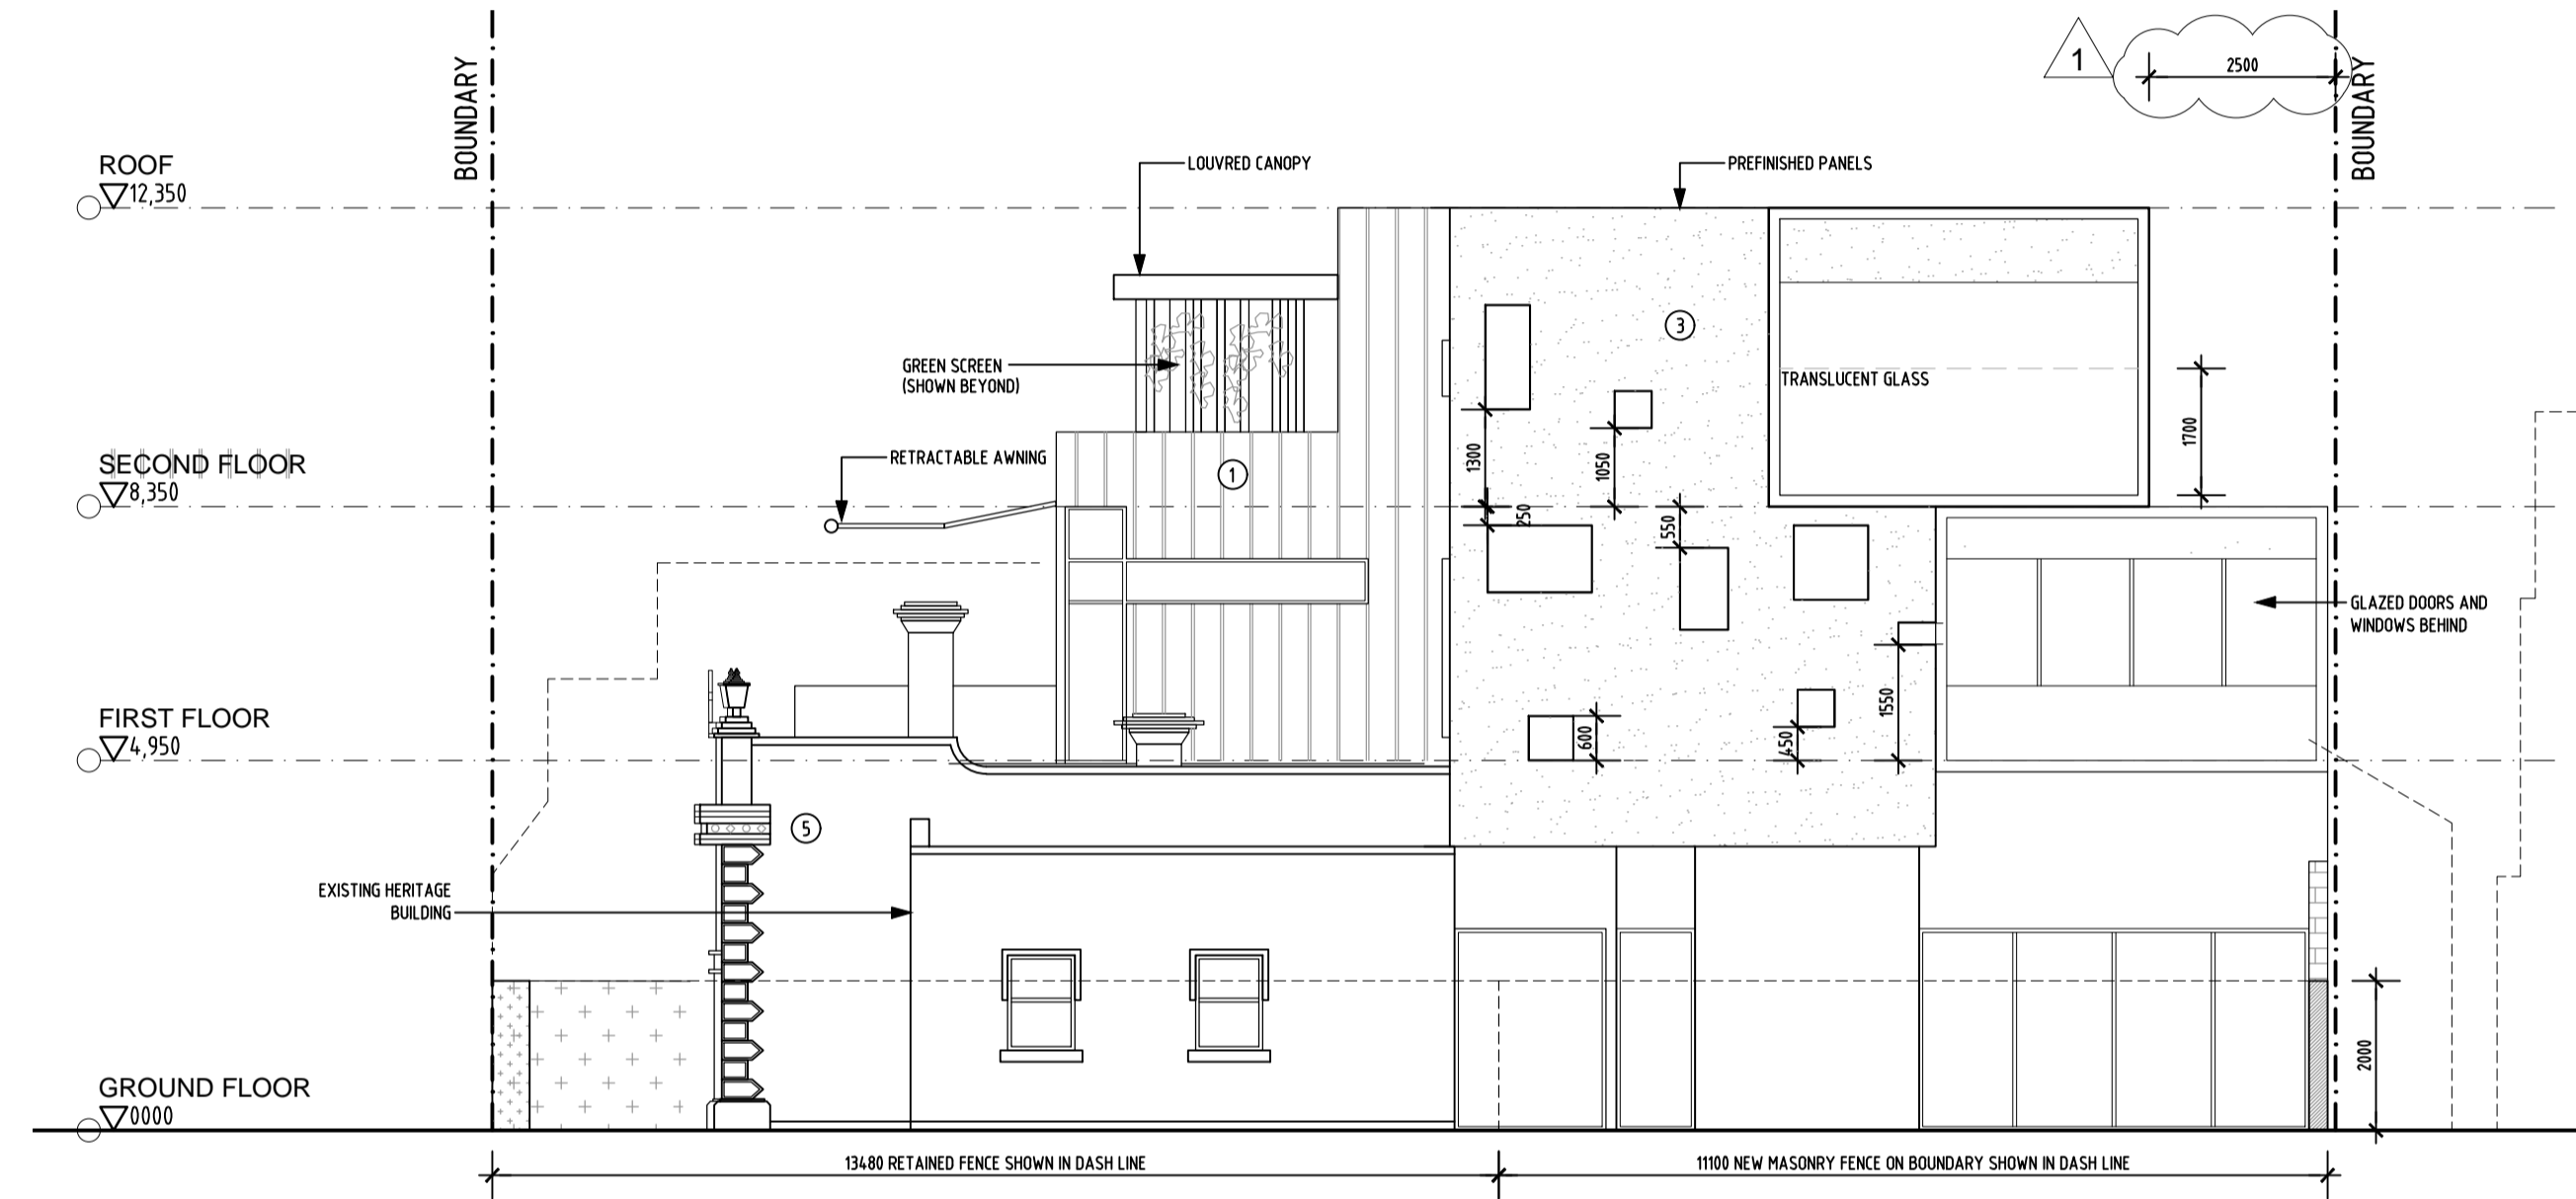 1
2500
BOUNDARY
BOUNDARY
ROOF
12,350
LOUVRED CANOPY
PREFINISHED PANELS
3
GREEN SCREEN
(SHOWN BEYOND)
TRANSLUCENT GLASS
1700
1300
1050
SECOND FLOOR
8,350
RETRACTABLE AWNING
1
250
550
GLAZED DOORS AND
WINDOWS BEHIND
FIRST FLOOR
4,950
600
450
1550
5
EXISTING HERITAGE
BUILDING
2000
GROUND FLOOR
0000
13480 RETAINED FENCE SHOWN IN DASH LINE
11100 NEW MASONRY FENCE ON BOUNDARY SHOWN IN DASH LINE